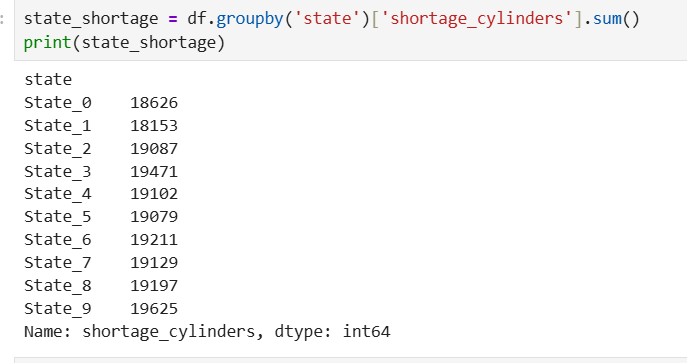 :
state_shortage = df.groupby('state')['shortage_cylinders'].sum()
print(state_shortage)
state
State_0    18626
State_1    18153
State_2    19087
State_3    19471
State_4    19102
State_5    19079
State_6    19211
State_7    19129
State_8    19197
State_9    19625
Name: shortage_cylinders, dtype: int64